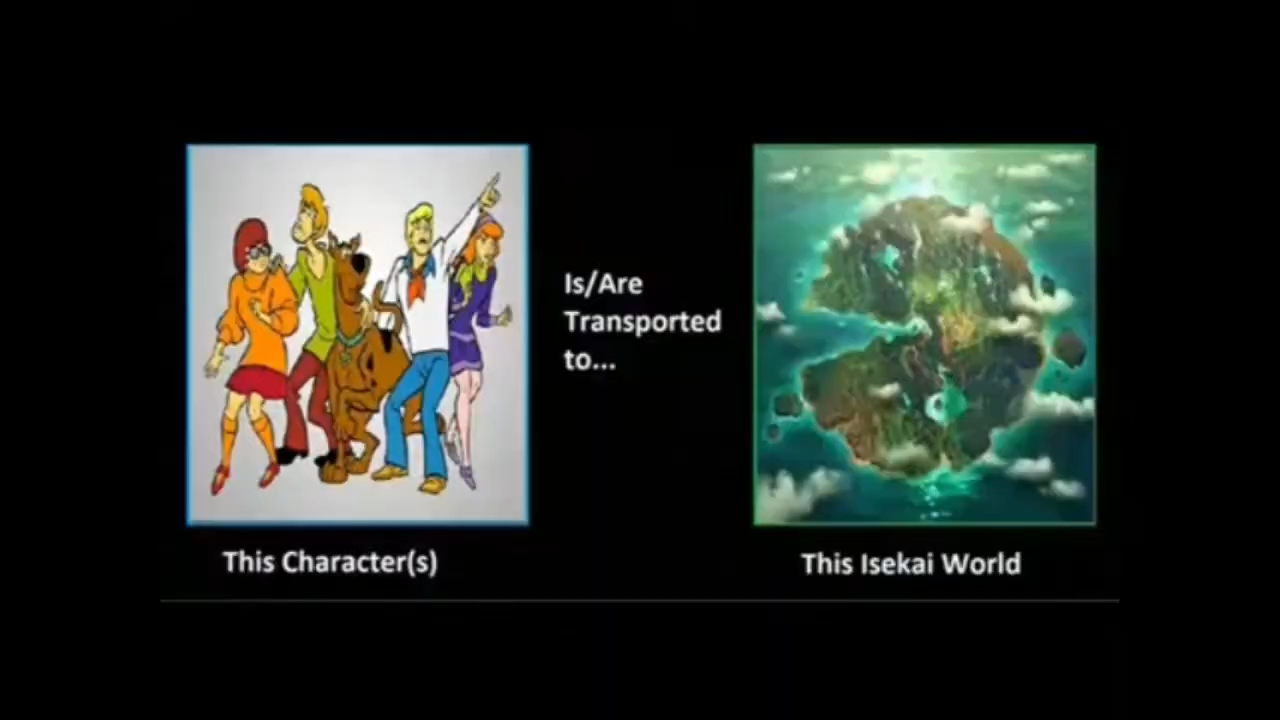 Is/Are
Transported
to...
This Character(s)
This Isekai World